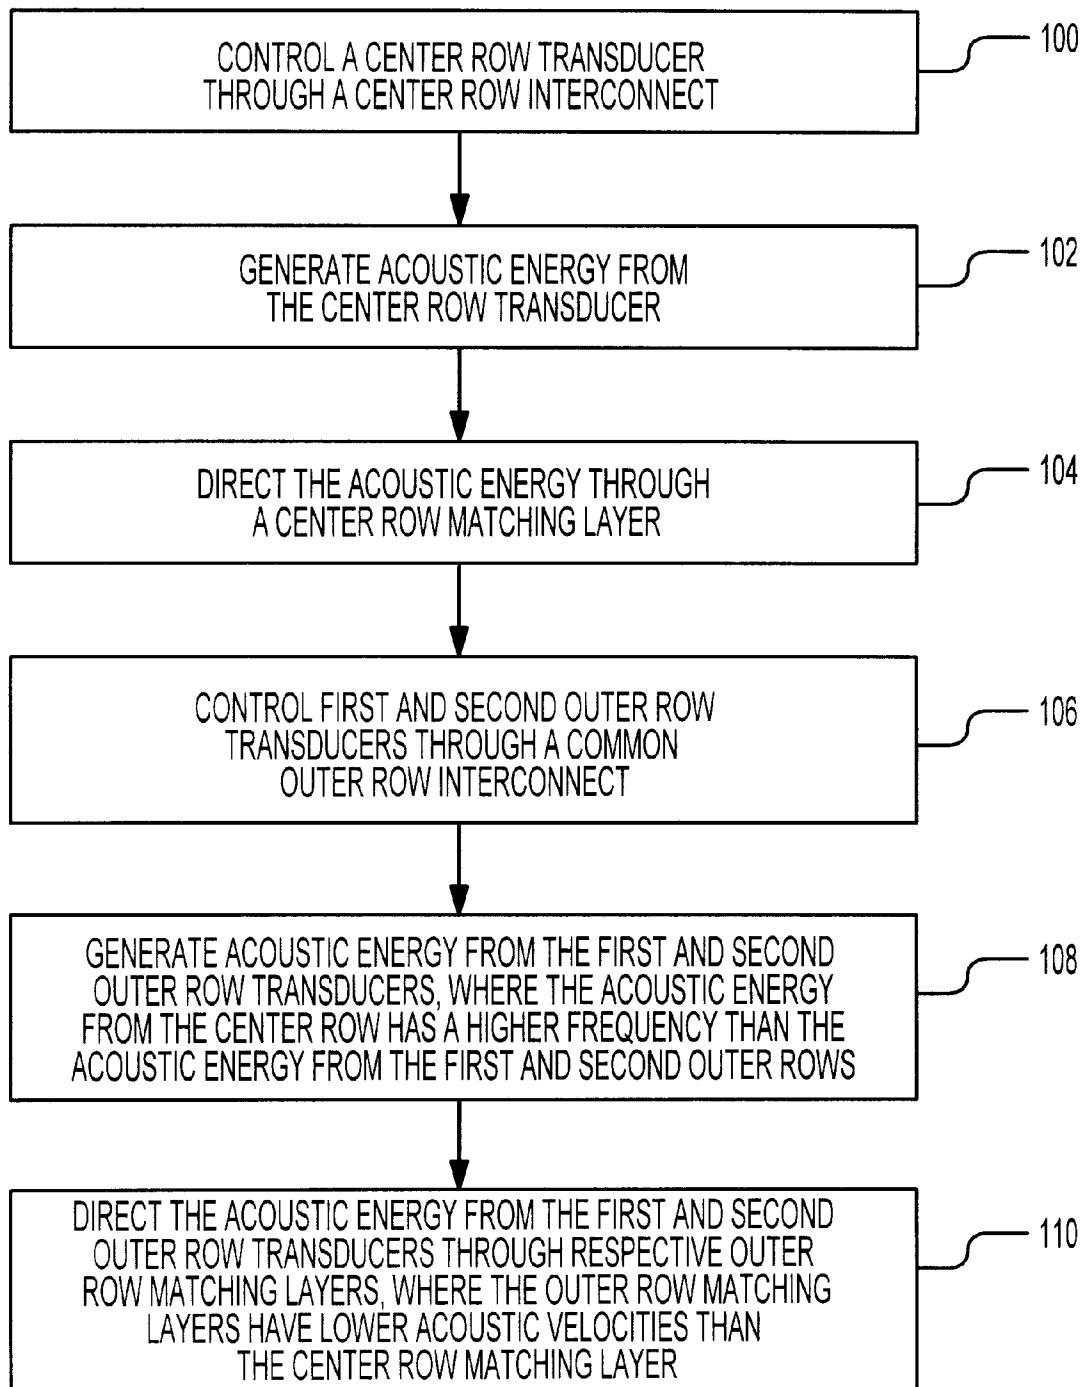 CONTROL A CENTER ROW TRANSDUCER
THROUGH A CENTER ROW INTERCONNECT
100
GENERATE ACOUSTIC ENERGY FROM
THE CENTER ROW TRANSDUCER
102
DIRECT THE ACOUSTIC ENERGY THROUGH
A CENTER ROW MATCHING LAYER
104
CONTROL FIRST AND SECOND OUTER ROW
TRANSDUCERS THROUGH A COMMON
OUTER ROW INTERCONNECT
106
GENERATE ACOUSTIC ENERGY FROM THE FIRST AND SECOND
OUTER ROW TRANSDUCERS, WHERE THE ACOUSTIC ENERGY
FROM THE CENTER ROW HAS A HIGHER FREQUENCY THAN THE
ACOUSTIC ENERGY FROM THE FIRST AND SECOND OUTER ROWS
108
DIRECT THE ACOUSTIC ENERGY FROM THE FIRST AND SECOND
OUTER ROW TRANSDUCERS THROUGH RESPECTIVE OUTER
ROW MATCHING LAYERS, WHERE THE OUTER ROW MATCHING
LAYERS HAVE LOWER ACOUSTIC VELOCITIES THAN
THE CENTER ROW MATCHING LAYER
110